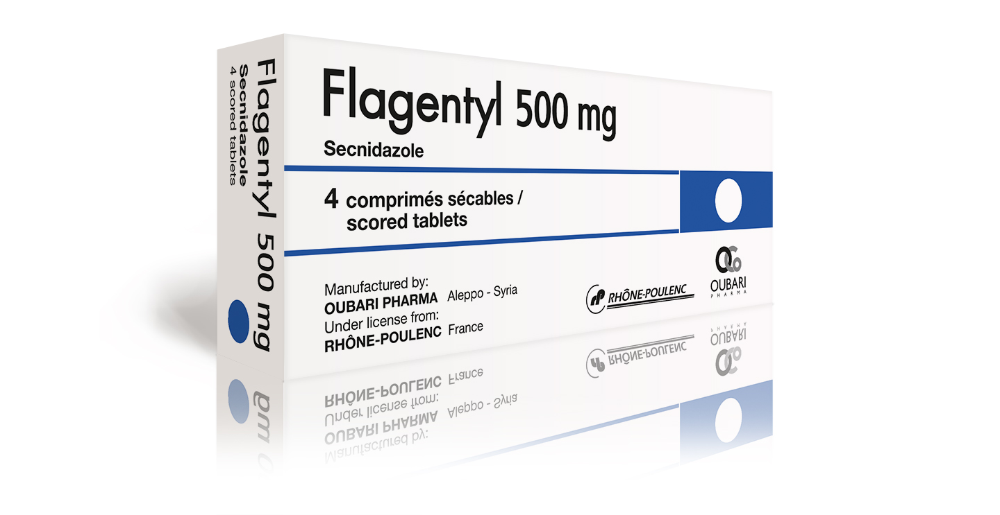 Flagentyl 500 mg
Secnidazole
4 scored tablets
Flagentyl 500 mg
Secnidazole
4 comprimés sécables /
scored tablets
Manufactured by:
OUBARI PHARMA Aleppo - Syria
Under license from:
RHÔNE-POULENC France
RHÔNE-POULENC
OUBARI
PHARMA